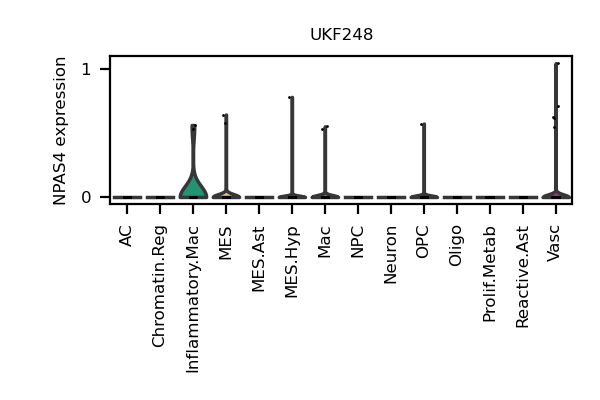 UKF248
NPAS4 expression
1
0
AC
Chromatin.Reg
Inflammatory.Mac
MES
MES.Ast
MES.Hyp
Mac
NPC
Neuron
OPC
Oligo
Prolif.Metab
Reactive.Ast
Vasc